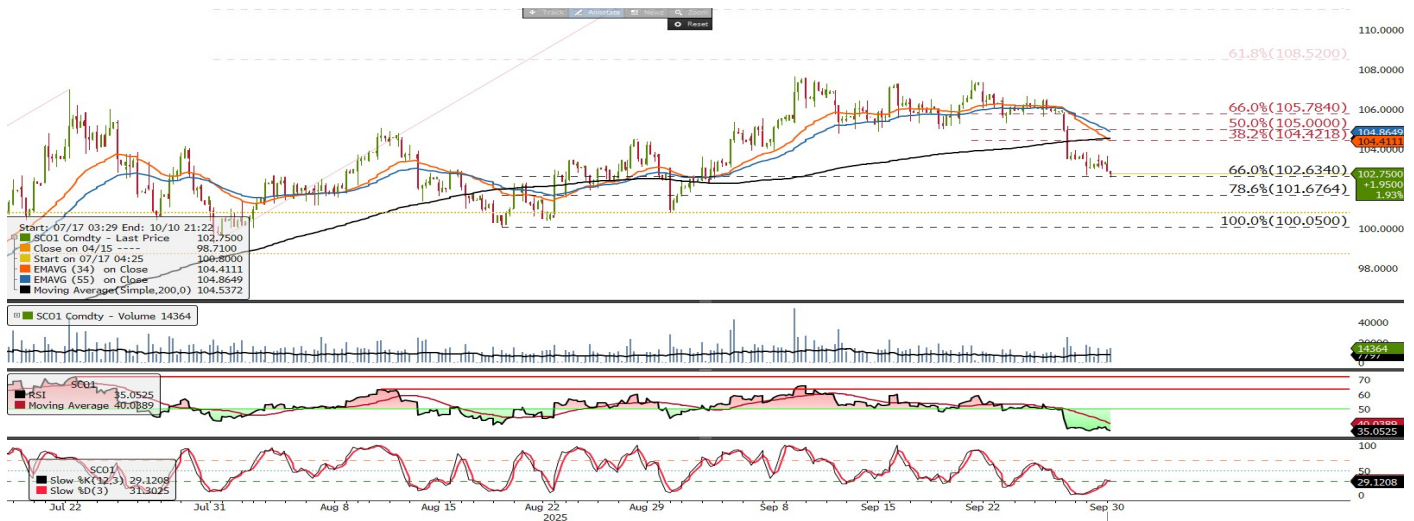 Track Annotate News Zoom
Reset
110.0000
61.8%(108.5200)
108.0000
66.0%(105.7840)
106.0000
50.0%(105.0000)
104.8649
38.2%(104.4218)
104.4111
104.0000
66.0%(102.6340)
102.7500
+1.9500
1.93%
78.6%(101.6764)
100.0%(100.0500)
100.0000
98.0000
Start: 07/17 03:29 End: 10/10 21:22
SCO1 Comdty - Last Price 102.7500
Close on 04/15 ---- 98.7100
Start on 07/17 04:25 100.8000
EMAVG (34) on Close 104.4111
EMAVG (55) on Close 104.8649
Moving Average(Simple,200,0) 104.5372
SCO1 Comdty - Volume 14364
40000
20000
14364
7797
0
SCO1
RSI 35.0525
Moving Average 40.0389
70
60
50
40.0389
35.0525
SCO1
Slow %K(12,3) 29.1208
Slow %D(3) 31.3025
100
50
29.1208
0
Jul 22 Jul 31 Aug 8 Aug 15 Aug 22 Aug 29 Sep 8 Sep 15 Sep 22 Sep 30
2025